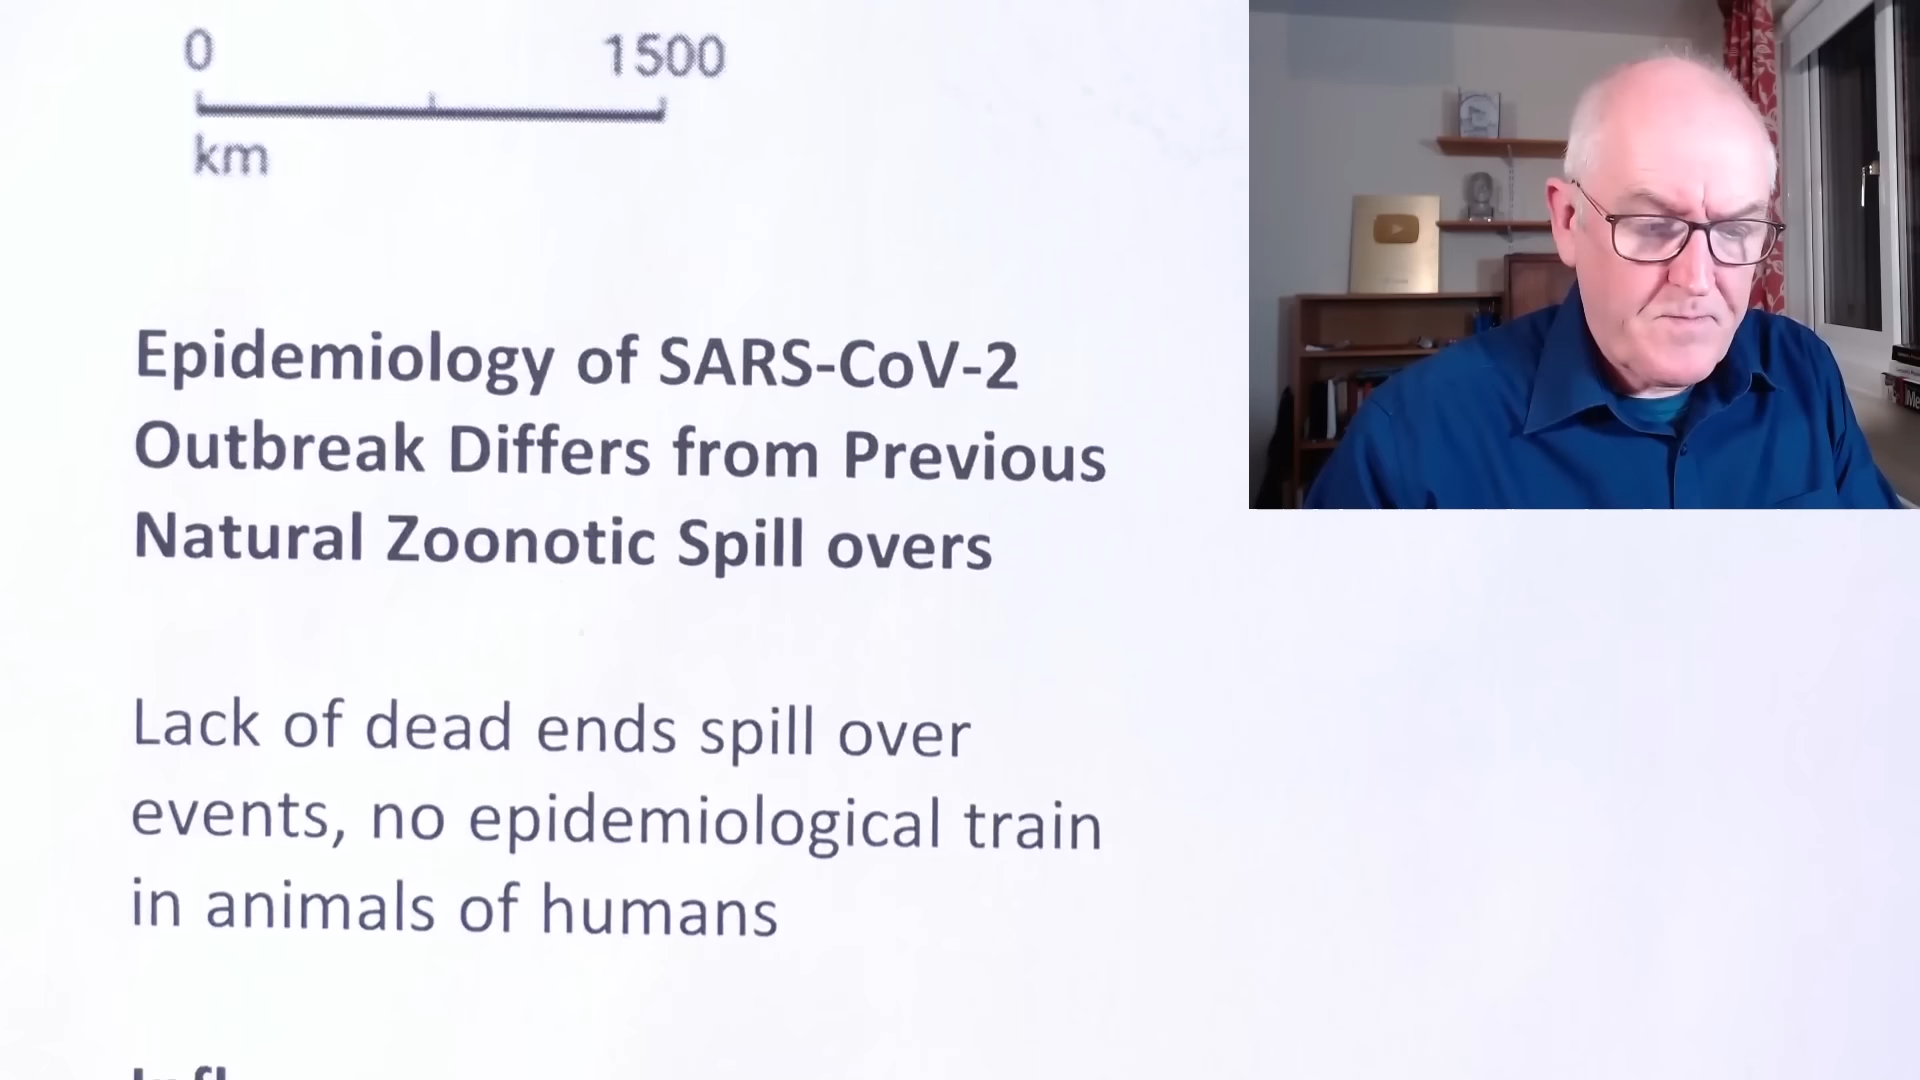 0 1500
km
Epidemiology of SARS-CoV-2
Outbreak Differs from Previous
Natural Zoonotic Spill overs
Lack of dead ends spill over
events, no epidemiological train
in animals of humans